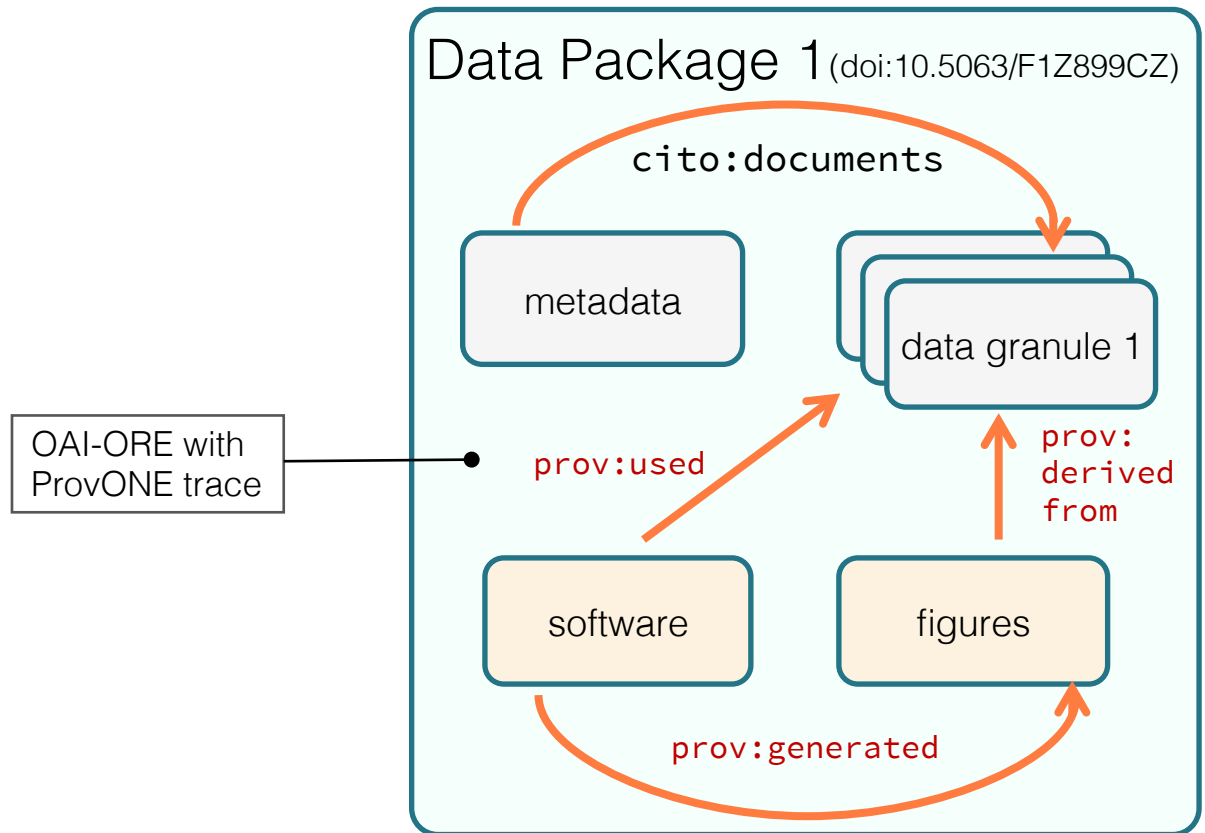 Data Package 1 (doi:10.5063/F1Z899CZ)
cito:documents
metadata
data granule 1
OAI-ORE with
ProvONE trace
prov:used
prov:
derived
from
software
figures
prov:generated